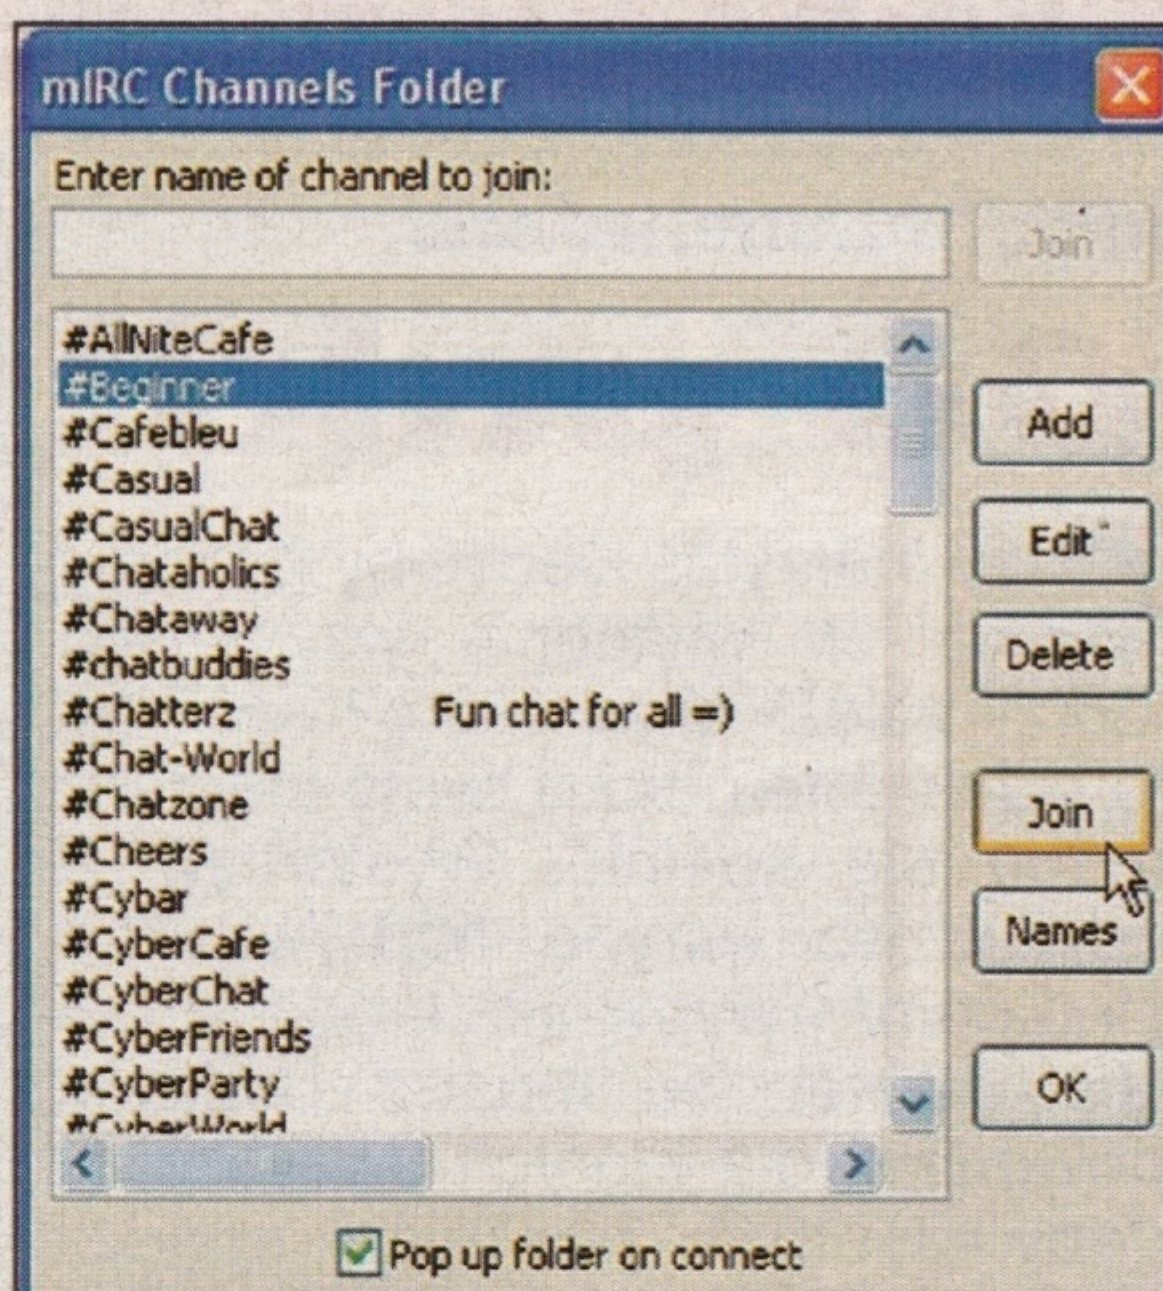 mIRC Channels Folder
Enter name of channel to join:
Join
#AllNiteCafe
#Beginner
#Cafebleu
#Casual
#CasualChat
#Chataholics
#Chataway
#chatbuddies
#Chatterz Fun chat for all =)
#Chat-World
#Chatzone
#Cheers
#Cybar
#CyberCafe
#CyberChat
#CyberFriends
#CyberParty
#CyberWorld
Add
Edit
Delete
Join
Names
OK
Pop up folder on connect